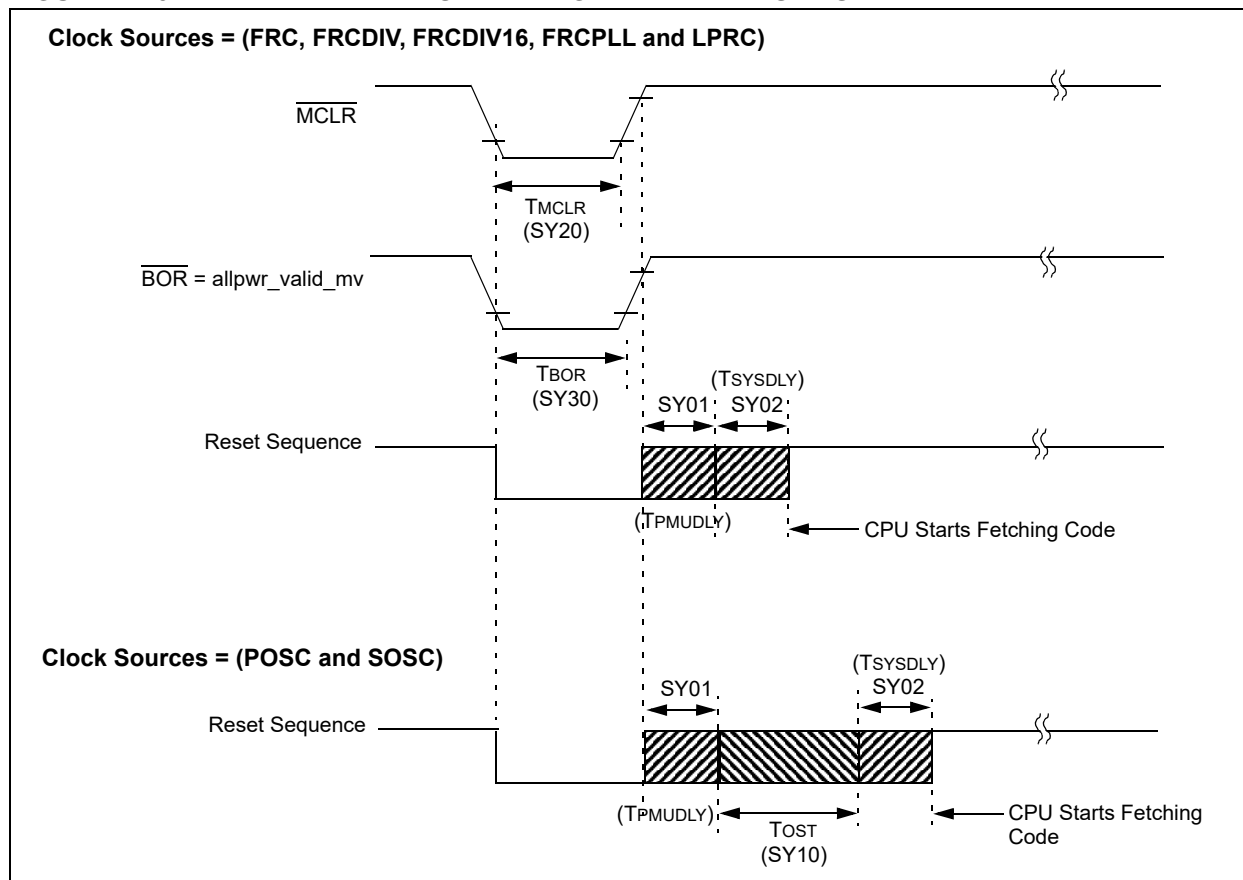 Clock Sources = (FRC, FRCDIV, FRCDIV16, FRCPLL and LPRC)
MCLR
TMCLR
(SY20)
BOR = allpwr_valid_mv
TBOR
(SY30)
(TSYSDLY)
SY01
SY02
Reset Sequence
(TPMUDLY)
CPU Starts Fetching Code
Clock Sources = (POSC and SOSC)
(TSYSDLY)
SY01
SY02
Reset Sequence
(TPMUDLY)
TOST
(SY10)
CPU Starts Fetching
Code